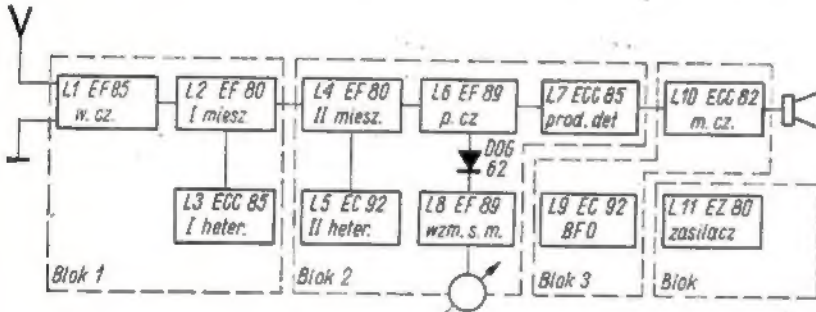 L1 EF85
w. cz.
L2 EF 80
I miesz
L4 EF 80
II miesz.
L6 EF 89
p. cz
L7 ECC 85
prod. det
L10 ECC 82
m. cz.
DOG
62
L3 ECC 85
I heter.
L5 EC 92
II heter.
L8 EF 89
wzm. s. m.
L9 EC 92
BFO
L11 EZ 80
zasilacz
Blok 1
Blok 2
Blok 3
Blok